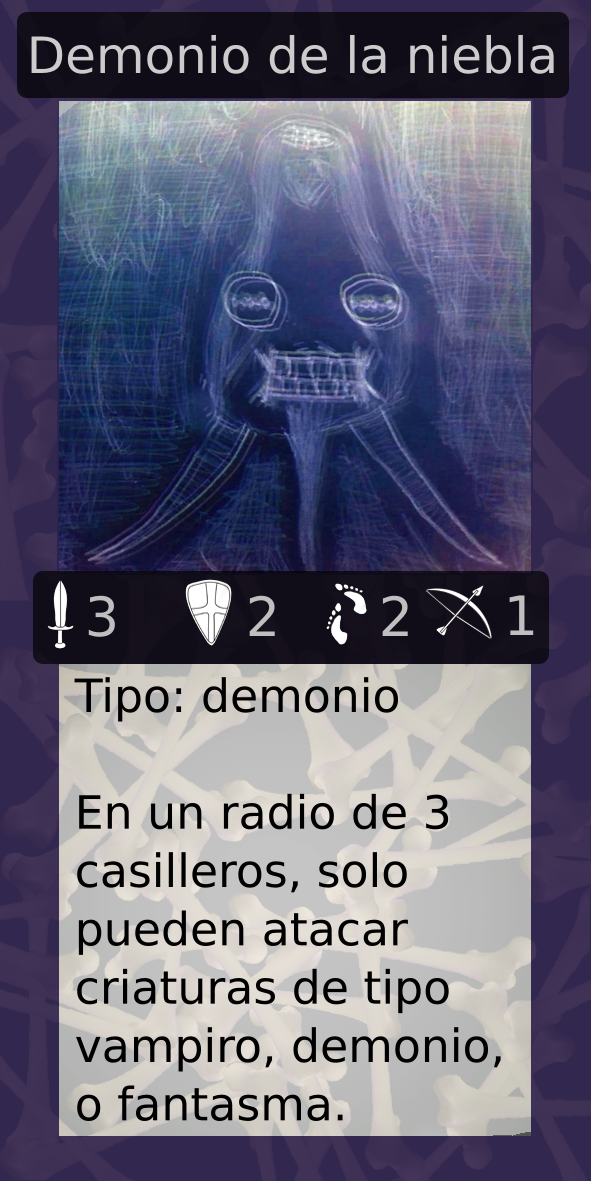 Demonio de la niebla
3 2 2 1
Tipo: demonio
En un radio de 3
casilleros, solo
pueden atacar
criaturas de tipo
vampiro, demonio,
o fantasma.